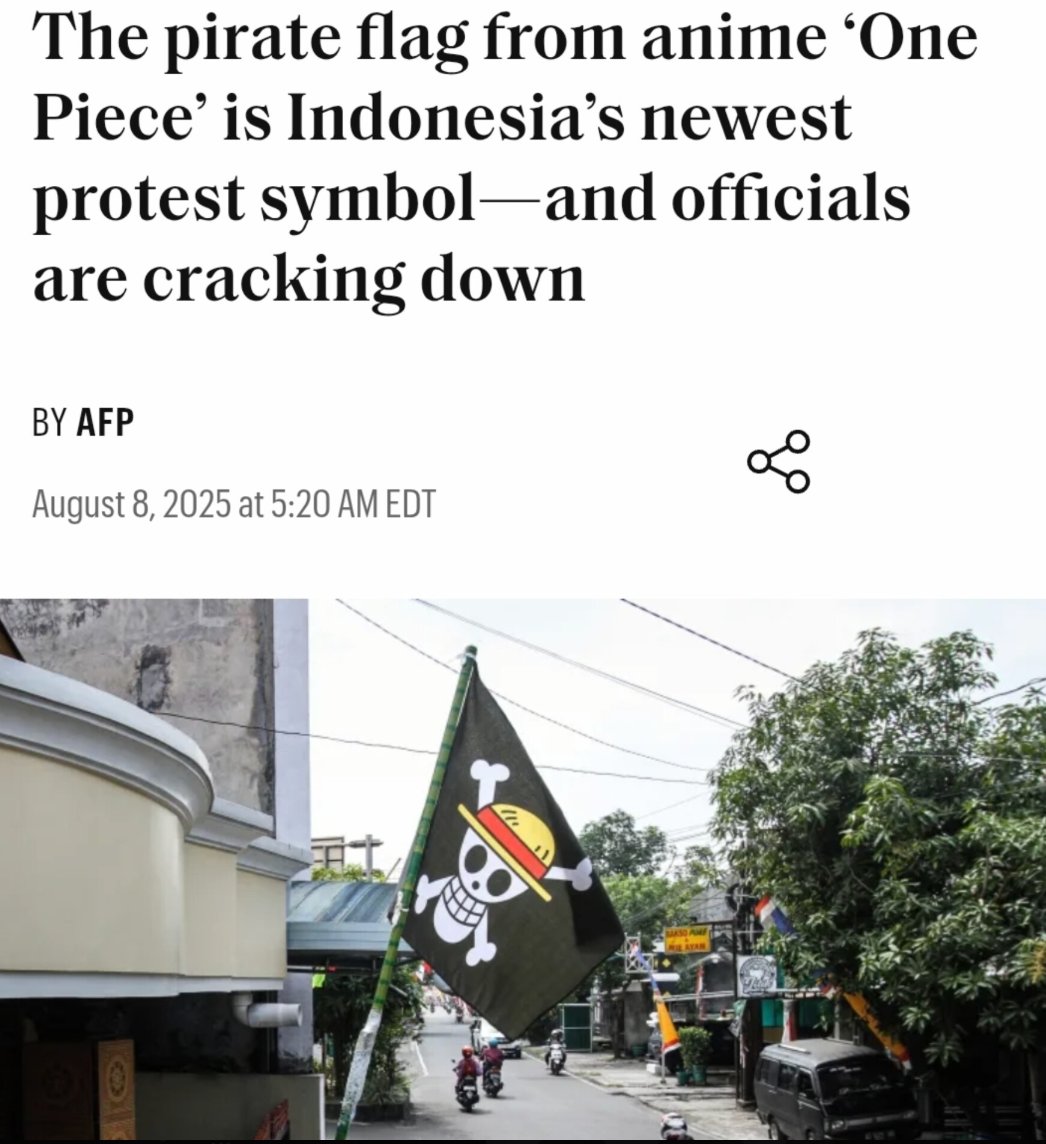 The pirate flag from anime ‘One
Piece’ is Indonesia’s newest
protest symbol—and officials
are cracking down
BY AFP
August 8, 2025 at 5:20 AM EDT
BAKSO
MIE AYAM